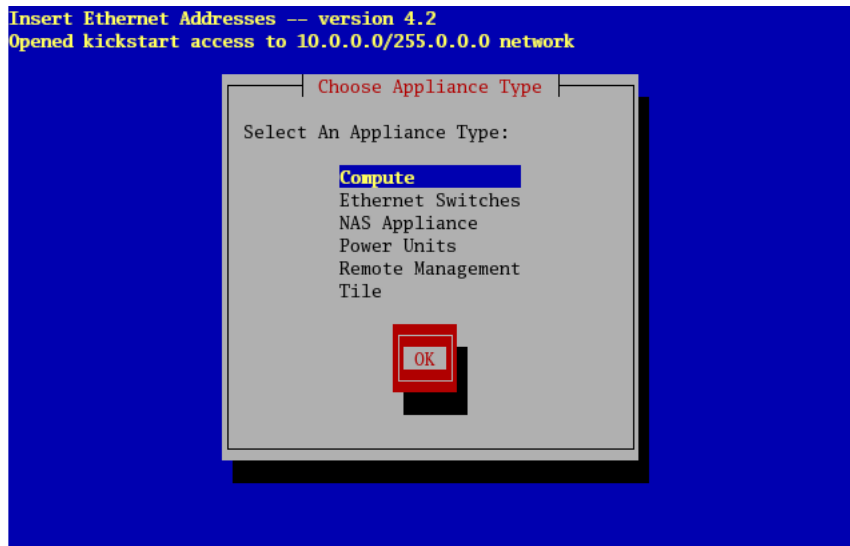 Insert Ethernet Addresses -- version 4.2
Opened kickstart access to 10.0.0.0/255.0.0.0 network
Choose Appliance Type
Select An Appliance Type:
Compute
Ethernet Switches
NAS Appliance
Power Units
Remote Management
Tile
OK